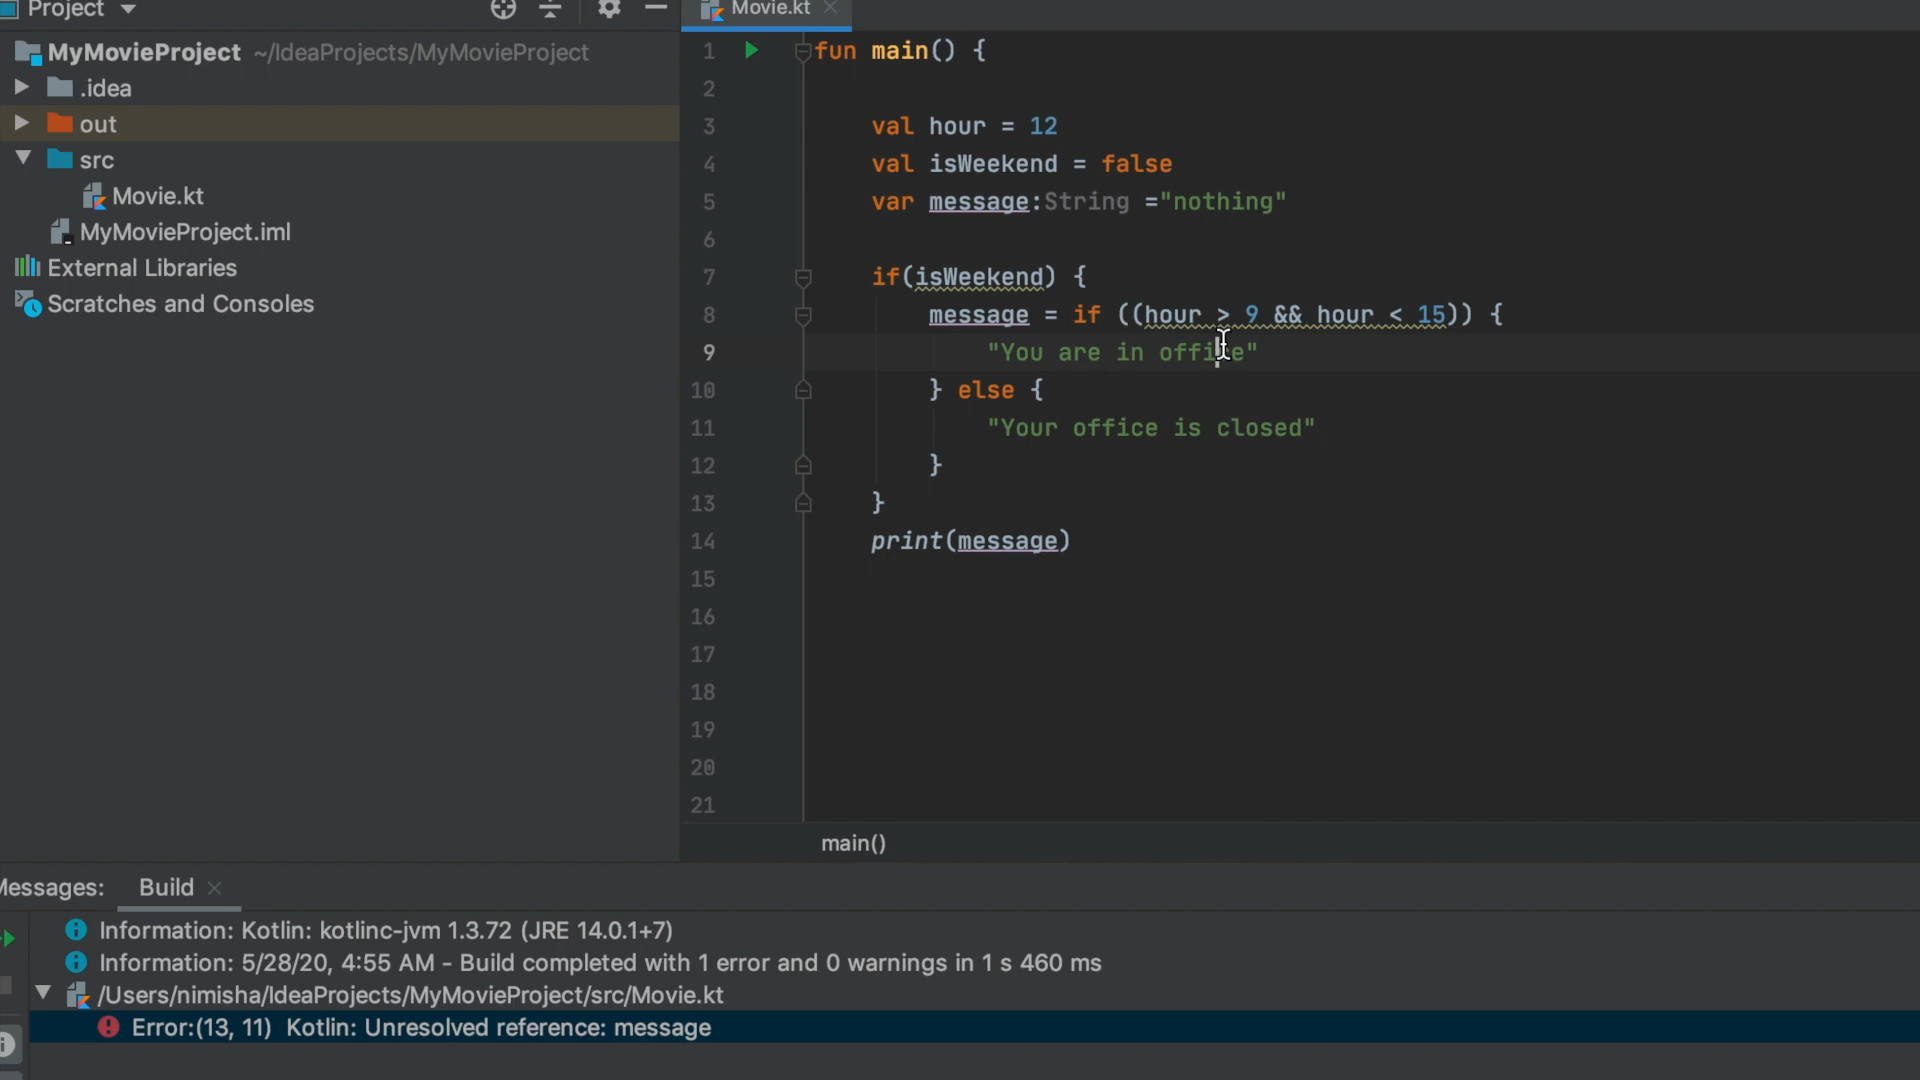 Project
Movie.kt
MyMovieProject ~/IdeaProjects/MyMovieProject
.idea
out
src
Movie.kt
MyMovieProject.iml
External Libraries
Scratches and Consoles
1 fun main() {
2
3 val hour = 12
4 val isWeekend = false
5 var message:String ="nothing"
6
7 if(isWeekend) {
8 message = if ((hour > 9 && hour < 15)) {
9 "You are in office"
10 } else {
11 "Your office is closed"
12 }
13 }
14 print(message)
15
16
17
18
19
20
21
main()
Messages: Build
Information: Kotlin: kotlinc-jvm 1.3.72 (JRE 14.0.1+7)
Information: 5/28/20, 4:55 AM - Build completed with 1 error and 0 warnings in 1 s 460 ms
/Users/nimisha/IdeaProjects/MyMovieProject/src/Movie.kt
Error:(13, 11) Kotlin: Unresolved reference: message